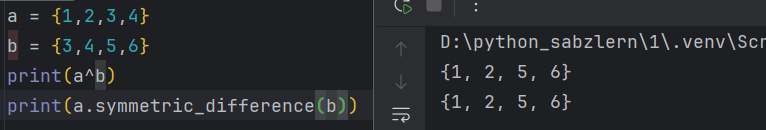 a = {1,2,3,4}
b = {3,4,5,6}
print(a^b)
print(a.symmetric_difference(b))
:
D:\python_sabzlern\1\.venv\Scr
{1, 2, 5, 6}
{1, 2, 5, 6}